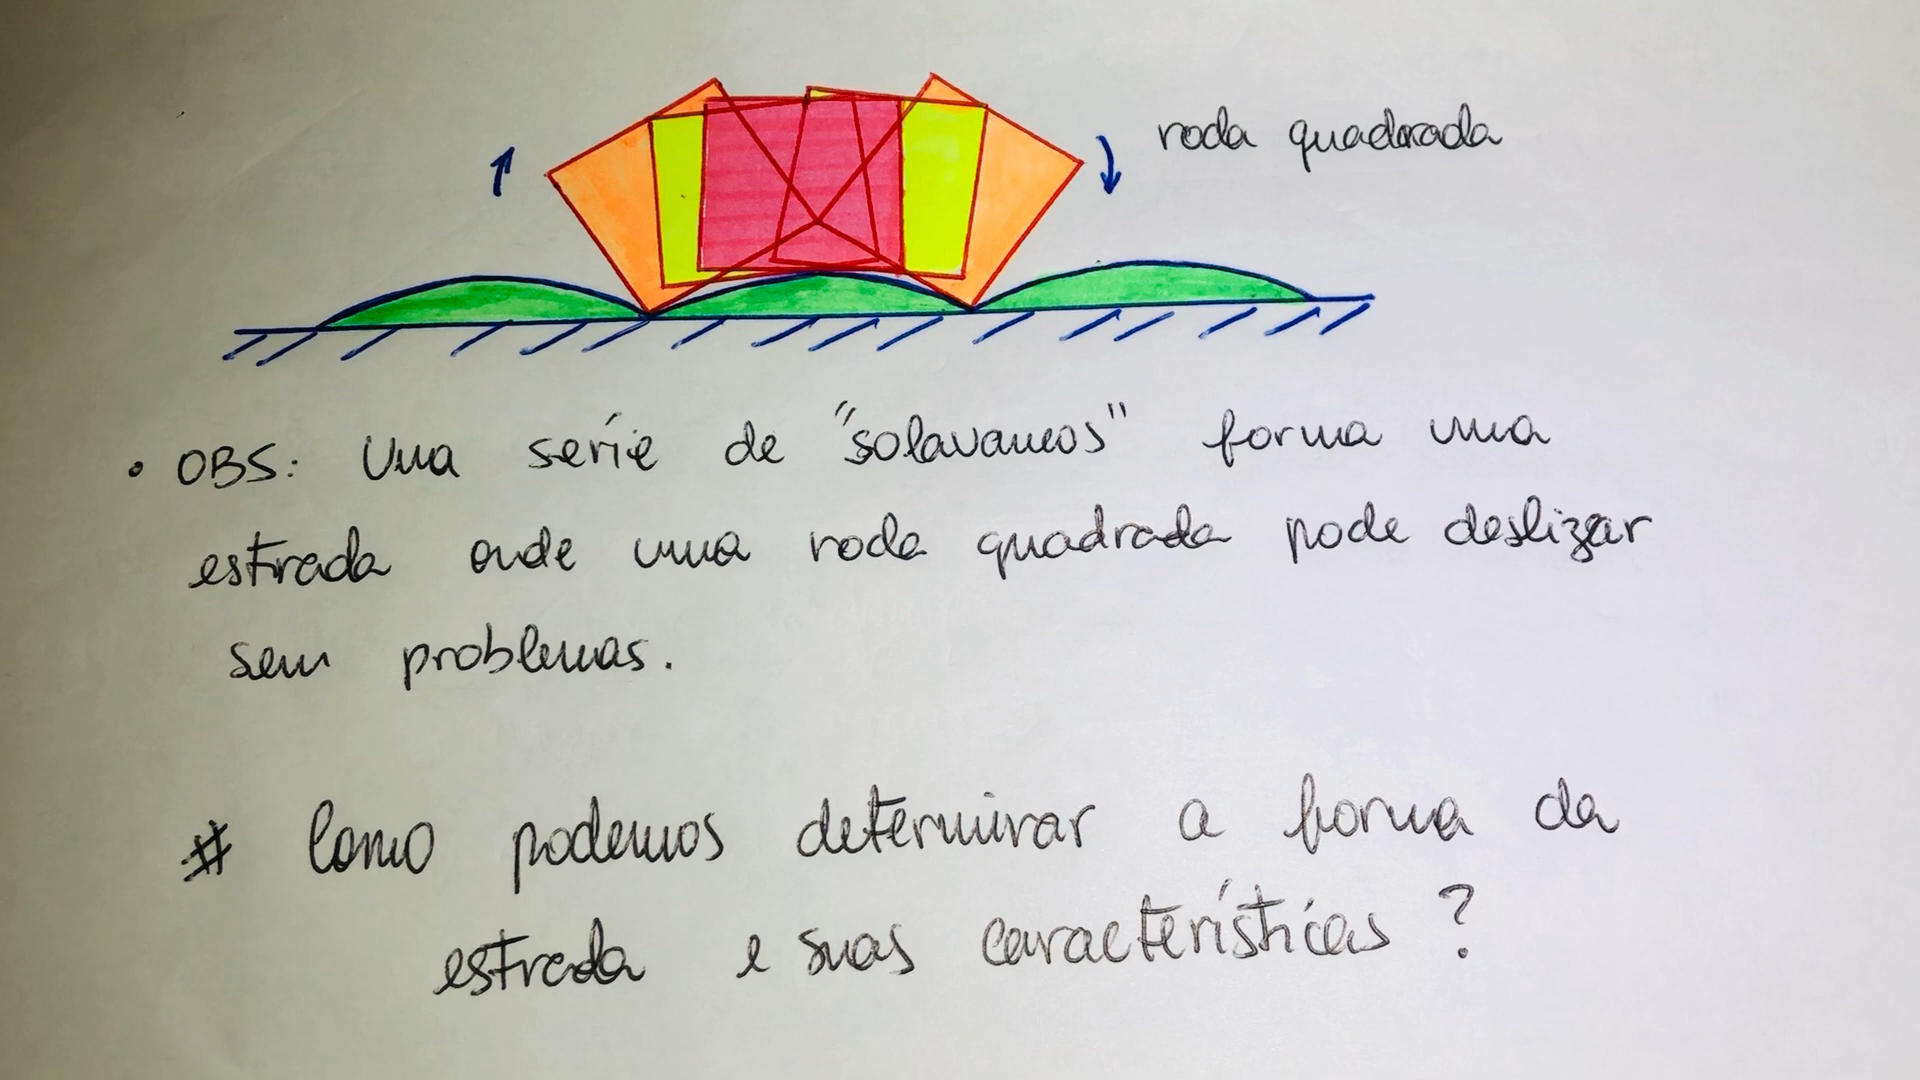 roda quadrada
• OBS: Uma série de "solavancos" forma uma
estrada onde uma roda quadrada pode deslizar
sem problemas.
# Como podemos determinar a forma da
estrada e suas características?